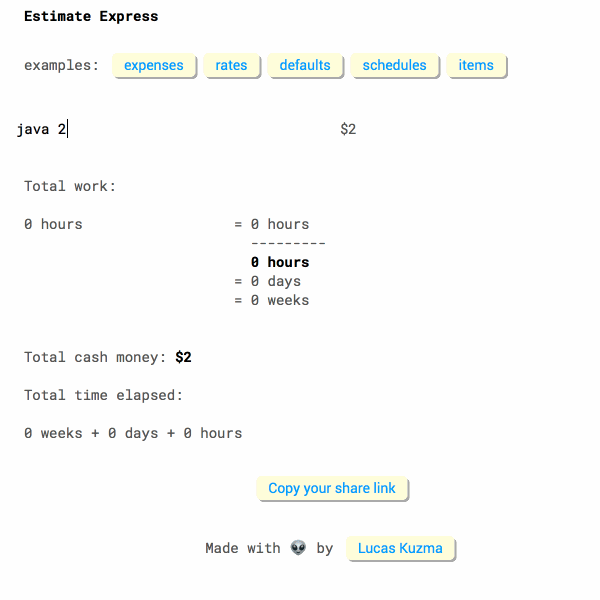 Estimate Express
examples: expenses rates defaults schedules items
java 2 $2
Total work:
0 hours = 0 hours
---------
0 hours
= 0 days
= 0 weeks
Total cash money: $2
Total time elapsed:
0 weeks + 0 days + 0 hours
Copy your share link
Made with 👽 by Lucas Kuzma